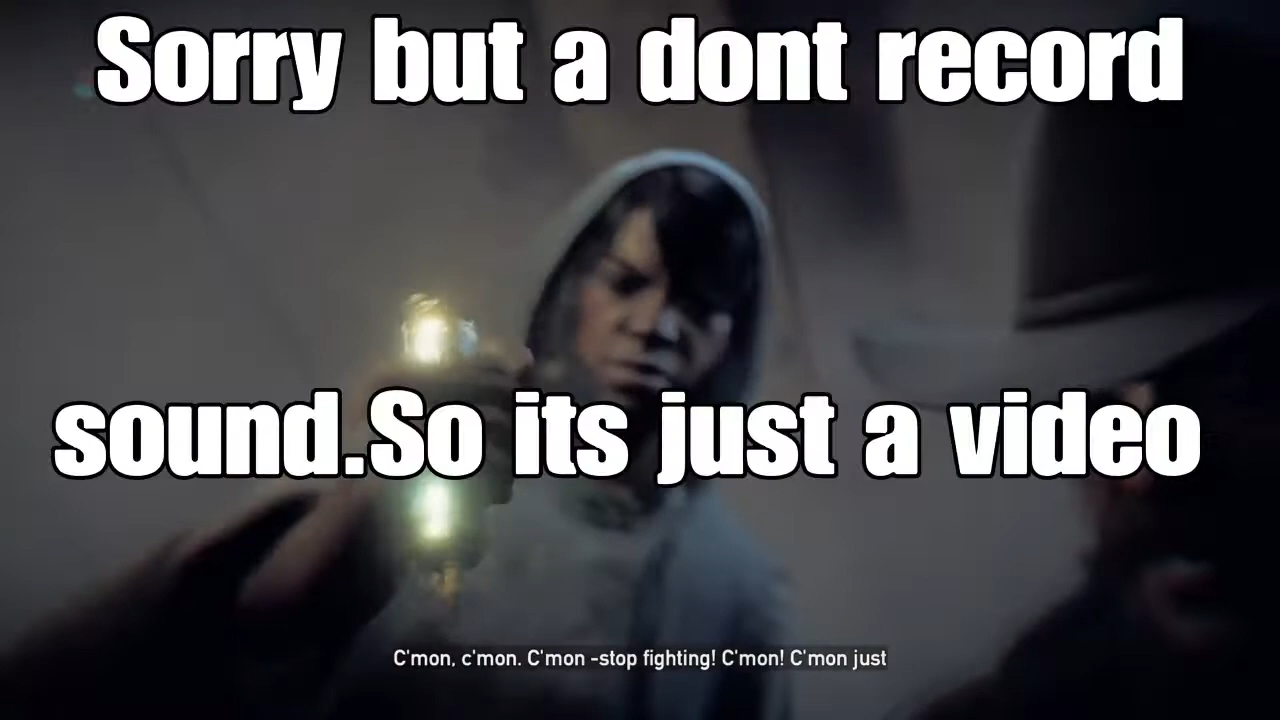 Sorry but a dont record
sound.So its just a video
C'mon, c'mon. C'mon -stop fighting! C'mon! C'mon just